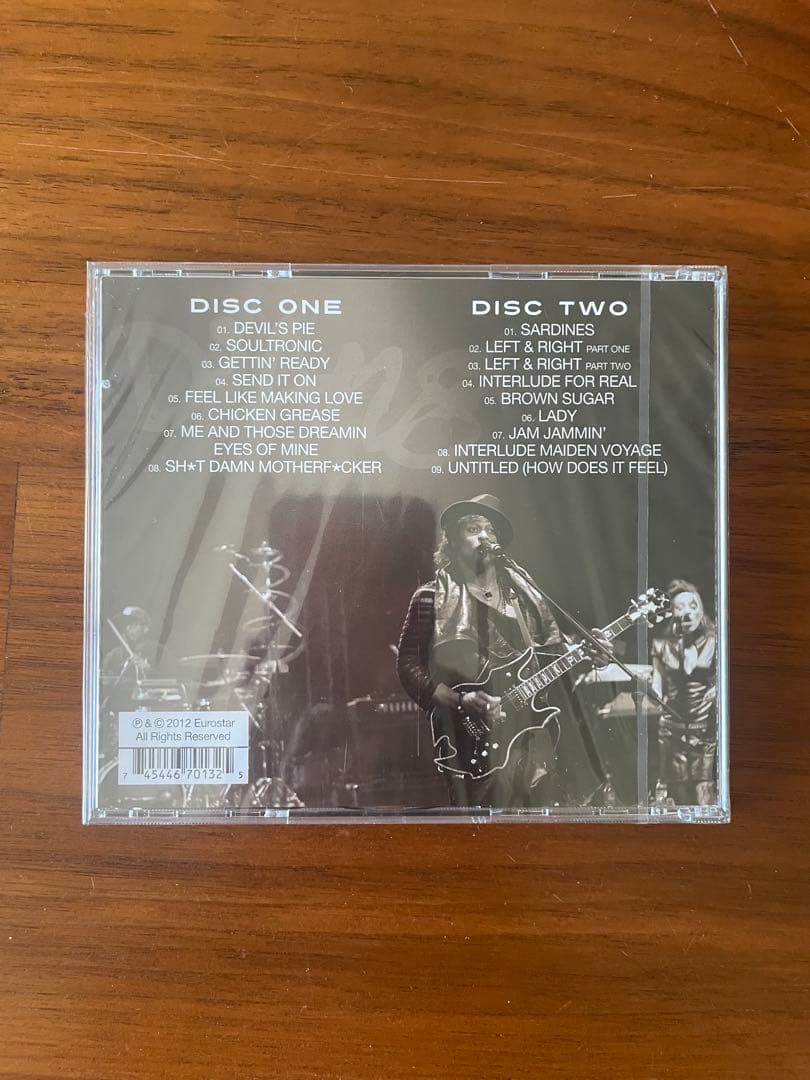 DISC ONE
01. DEVIL'S PIE
02. SOULTRONIC
03. GETTIN' READY
04. SEND IT ON
05. FEEL LIKE MAKING LOVE
06. CHICKEN GREASE
07. ME AND THOSE DREAMIN
EYES OF MINE
08. SH*T DAMN MOTHERF*CKER
DISC TWO
01. SARDINES
02. LEFT & RIGHT PART ONE
03. LEFT & RIGHT PART TWO
04. INTERLUDE FOR REAL
05. BROWN SUGAR
06. LADY
07. JAM JAMMIN'
08. INTERLUDE MAIDEN VOYAGE
09. UNTITLED (HOW DOES IT FEEL)
℗ & © 2012 Eurostar
All Rights Reserved
7 45446 70132 5